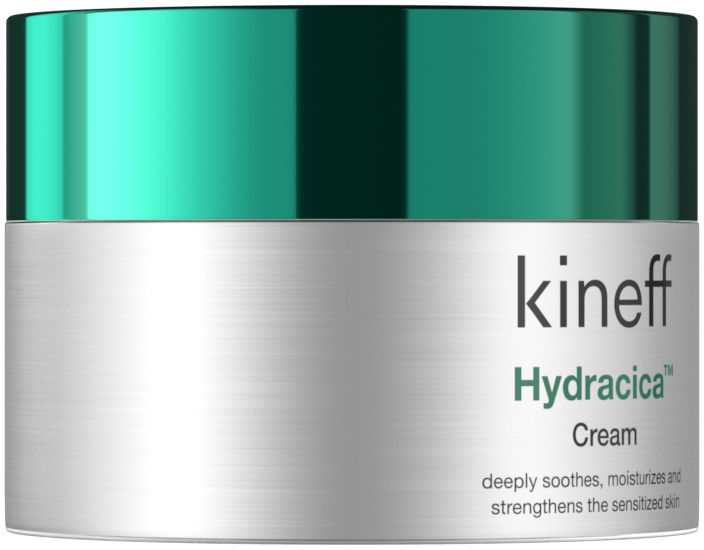 kineff
Hydracica™
Cream
deeply soothes, moisturizes and
strengthens the sensitized skin